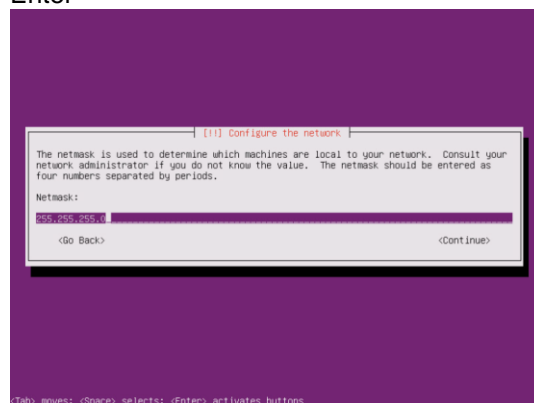 Enter
[!!] Configure the network
The netmask is used to determine which machines are local to your network. Consult your
network administrator if you do not know the value. The netmask should be entered as
four numbers separated by periods.
Netmask:
255.255.255.0
<Go Back> <Continue>
<Tab> moves; <Space> selects; <Enter> activates buttons